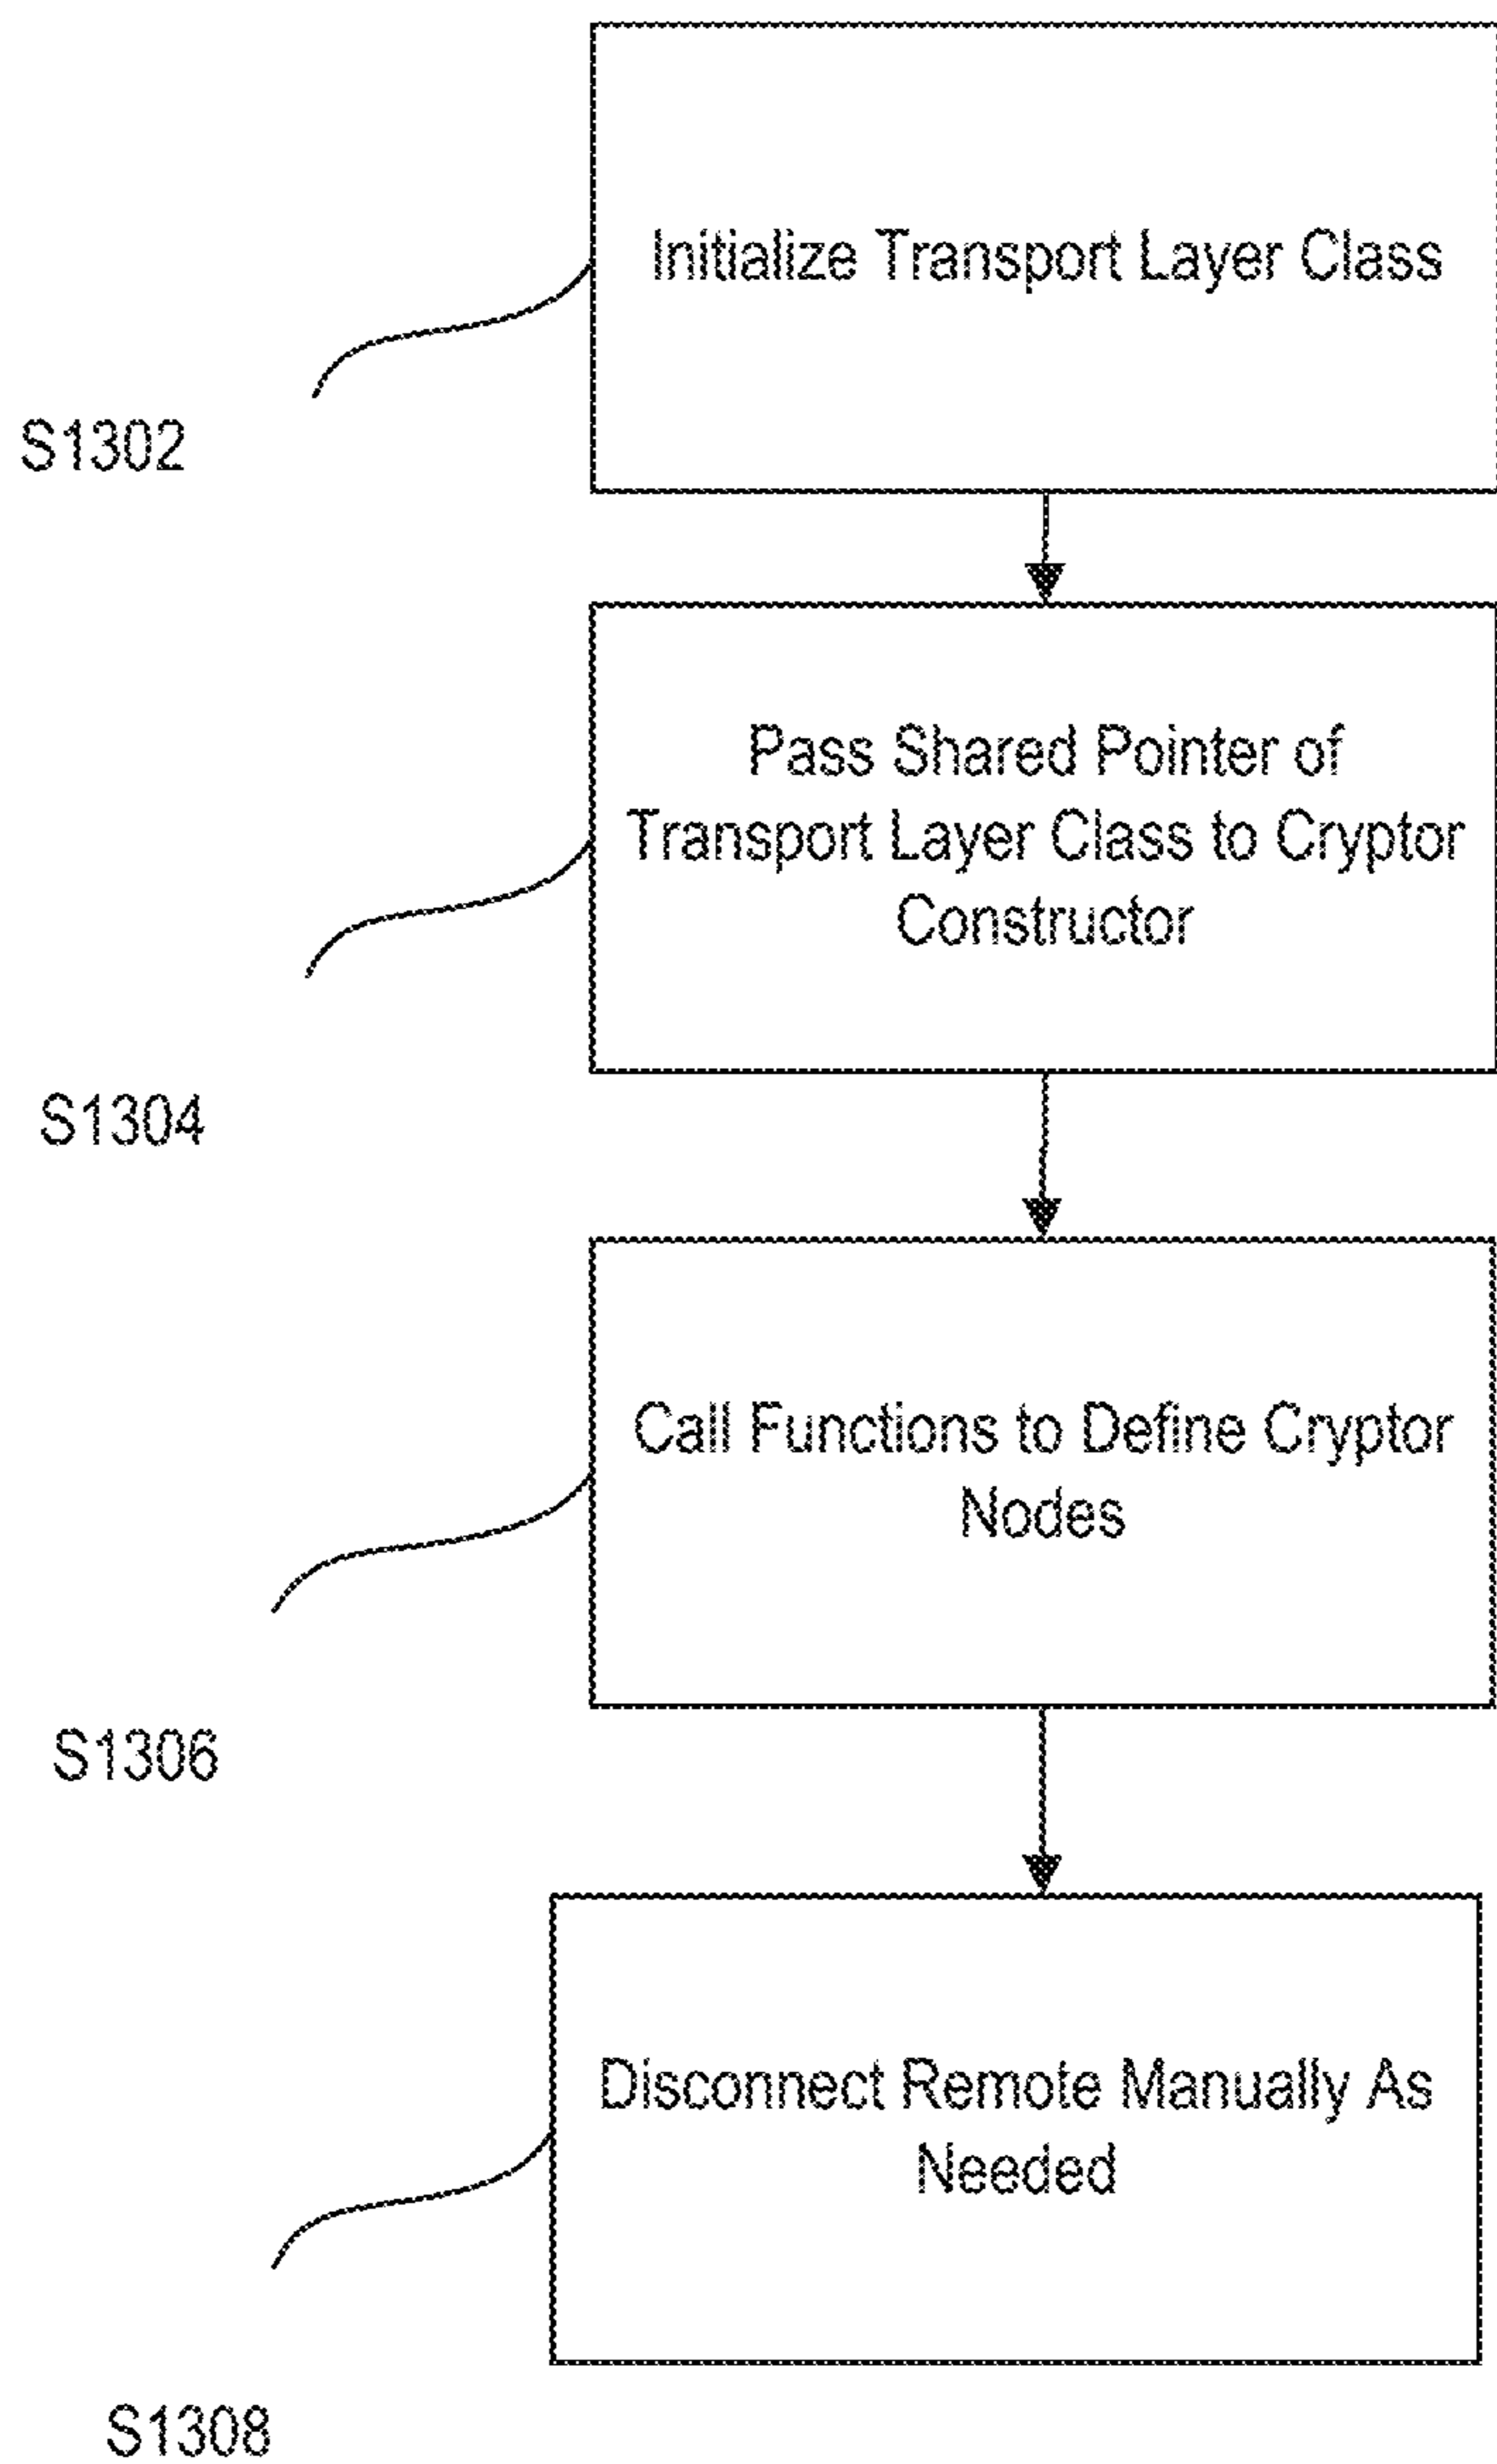 Initialize Transport Layer Class
S1302
Pass Shared Pointer of
Transport Layer Class to Cryptor
Constructor
S1304
Call Functions to Define Cryptor
Nodes
S1306
Disconnect Remote Manually As
Needed
S1308